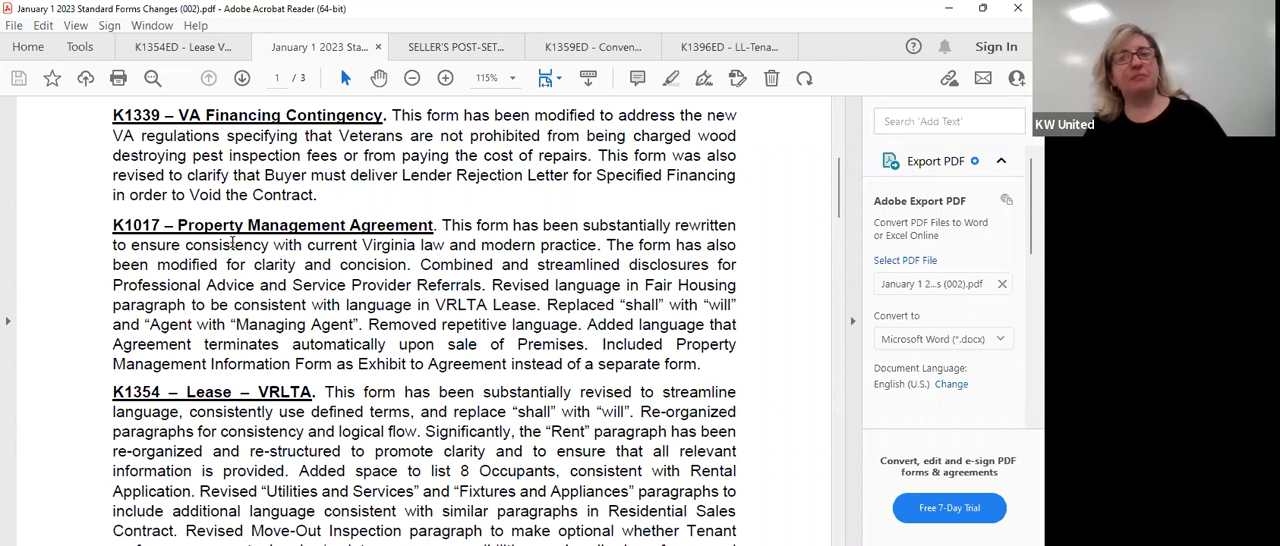 January 1 2023 Standard Forms Changes (002).pdf - Adobe Acrobat Reader (64-bit)
File Edit View Sign Window Help
Home Tools K1354ED - Lease V... January 1 2023 Sta... × SELLER'S POST-SET... K1359ED - Conven... K1396ED - LL-Tena... Sign In
1 / 3 115%
K1339 – VA Financing Contingency. This form has been modified to address the new
VA regulations specifying that Veterans are not prohibited from being charged wood
destroying pest inspection fees or from paying the cost of repairs. This form was also
revised to clarify that Buyer must deliver Lender Rejection Letter for Specified Financing
in order to Void the Contract.
K1017 – Property Management Agreement. This form has been substantially rewritten
to ensure consistency with current Virginia law and modern practice. The form has also
been modified for clarity and concision. Combined and streamlined disclosures for
Professional Advice and Service Provider Referrals. Revised language in Fair Housing
paragraph to be consistent with language in VRLTA Lease. Replaced “shall” with “will”
and “Agent with “Managing Agent”. Removed repetitive language. Added language that
Agreement terminates automatically upon sale of Premises. Included Property
Management Information Form as Exhibit to Agreement instead of a separate form.
K1354 – Lease – VRLTA. This form has been substantially revised to streamline
language, consistently use defined terms, and replace “shall” with “will”. Re-organized
paragraphs for consistency and logical flow. Significantly, the “Rent” paragraph has been
re-organized and re-structured to promote clarity and to ensure that all relevant
information is provided. Added space to list 8 Occupants, consistent with Rental
Application. Revised “Utilities and Services” and “Fixtures and Appliances” paragraphs to
include additional language consistent with similar paragraphs in Residential Sales
Contract. Revised Move-Out Inspection paragraph to make optional whether Tenant
Search 'Add Text'
Export PDF
Adobe Export PDF
Convert PDF Files to Word
or Excel Online
Select PDF File
January 1 2...s (002).pdf ×
Convert to
Microsoft Word (*.docx)
Document Language:
English (U.S.) Change
Convert, edit and e-sign PDF
forms & agreements
Free 7-Day Trial
KW United